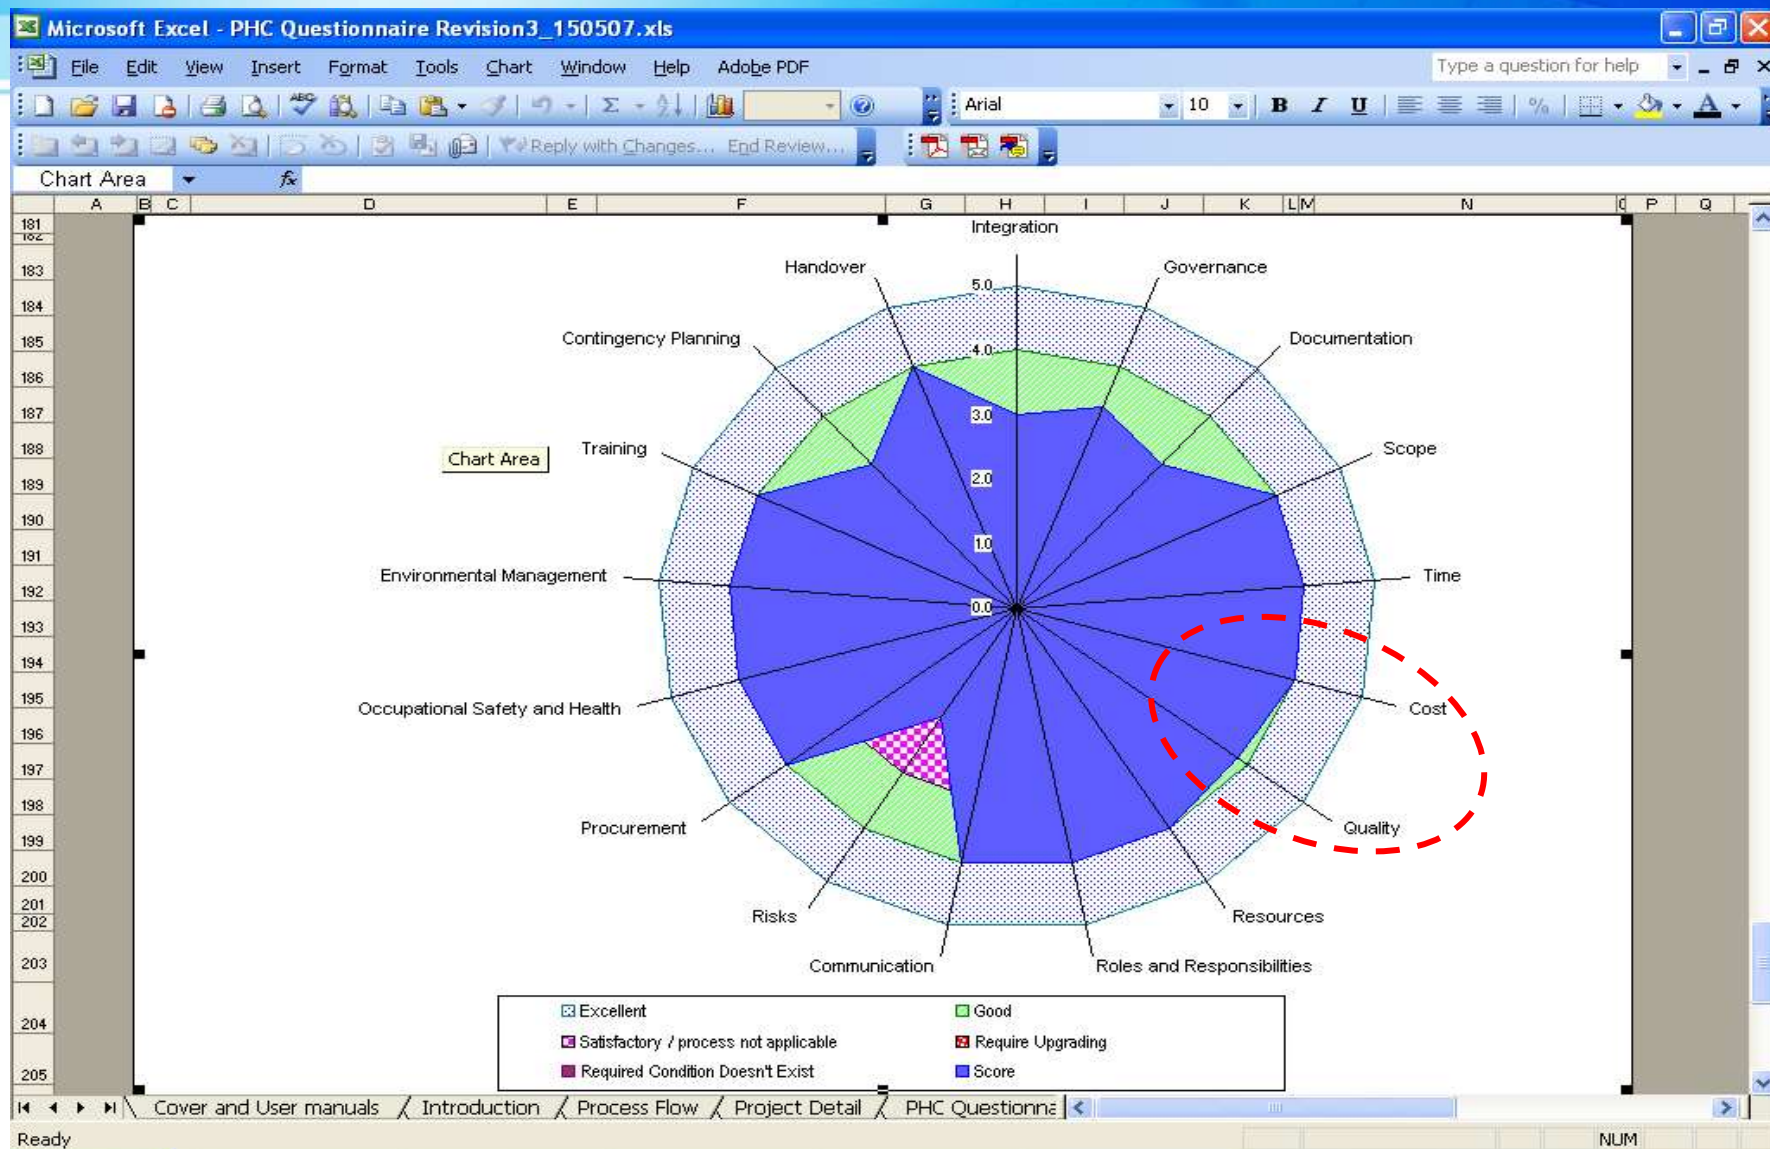 Microsoft Excel - PHC Questionnaire Revision3_150507.xls
File Edit View Insert Format Tools Chart Window Help Adobe PDF Type a question for help
Arial 10 B I U %
Reply with Changes... End Review...
Chart Area fx
A B C D E F G H I J K L M N O P Q
181
182
183
184
185
186
187
188
189
190
191
192
193
194
195
196
197
198
199
200
201
202
203
204
205
Integration
Handover Governance
5.0
Contingency Planning 4.0 Documentation
3.0
Training Scope
Chart Area
2.0
1.0
Environmental Management Time
0.0
Occupational Safety and Health Cost
Procurement Quality
Risks Resources
Communication Roles and Responsibilities
Excellent Good
Satisfactory / process not applicable Require Upgrading
Required Condition Doesn't Exist Score
Cover and User manuals / Introduction / Process Flow / Project Detail / PHC Questionna
Ready NUM